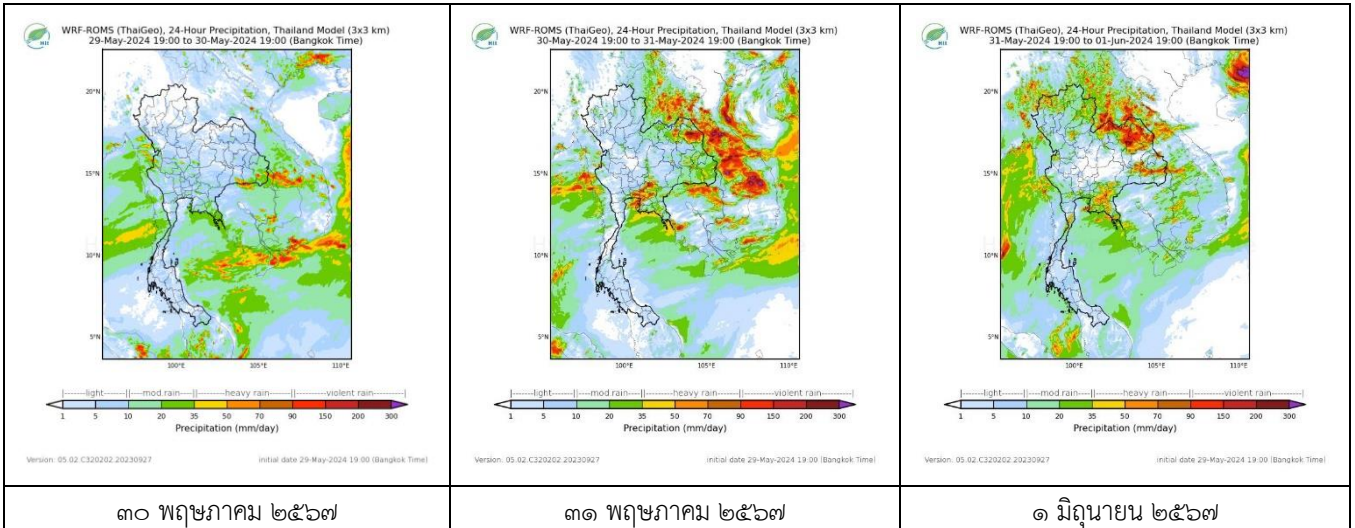 WRF-ROMS (ThaiGeo), 24-Hour Precipitation, Thailand Model (3x3 km)
29-May-2024 19:00 to 30-May-2024 19:00 (Bangkok Time)
20°N
15°N
10°N
5°N
100°E 105°E 110°E
light mod rain heavy rain violent rain
1 5 10 20 35 50 70 90 150 200 300
Precipitation (mm/day)
Version: 05.02.C320202.20230927 initial date 29-May-2024 19:00 (Bangkok Time)
๓๐ พฤษภาคม ๒๕๖๗
WRF-ROMS (ThaiGeo), 24-Hour Precipitation, Thailand Model (3x3 km)
30-May-2024 19:00 to 31-May-2024 19:00 (Bangkok Time)
20°N
15°N
10°N
5°N
100°E 105°E 110°E
light mod rain heavy rain violent rain
1 5 10 20 35 50 70 90 150 200 300
Precipitation (mm/day)
Version: 05.02.C320202.20230927 initial date 29-May-2024 19:00 (Bangkok Time)
๓๑ พฤษภาคม ๒๕๖๗
WRF-ROMS (ThaiGeo), 24-Hour Precipitation, Thailand Model (3x3 km)
31-May-2024 19:00 to 01-Jun-2024 19:00 (Bangkok Time)
20°N
15°N
10°N
5°N
100°E 105°E 110°E
light mod rain heavy rain violent rain
1 5 10 20 35 50 70 90 150 200 300
Precipitation (mm/day)
Version: 05.02.C320202.20230927 initial date 29-May-2024 19:00 (Bangkok Time)
๑ มิถุนายน ๒๕๖๗